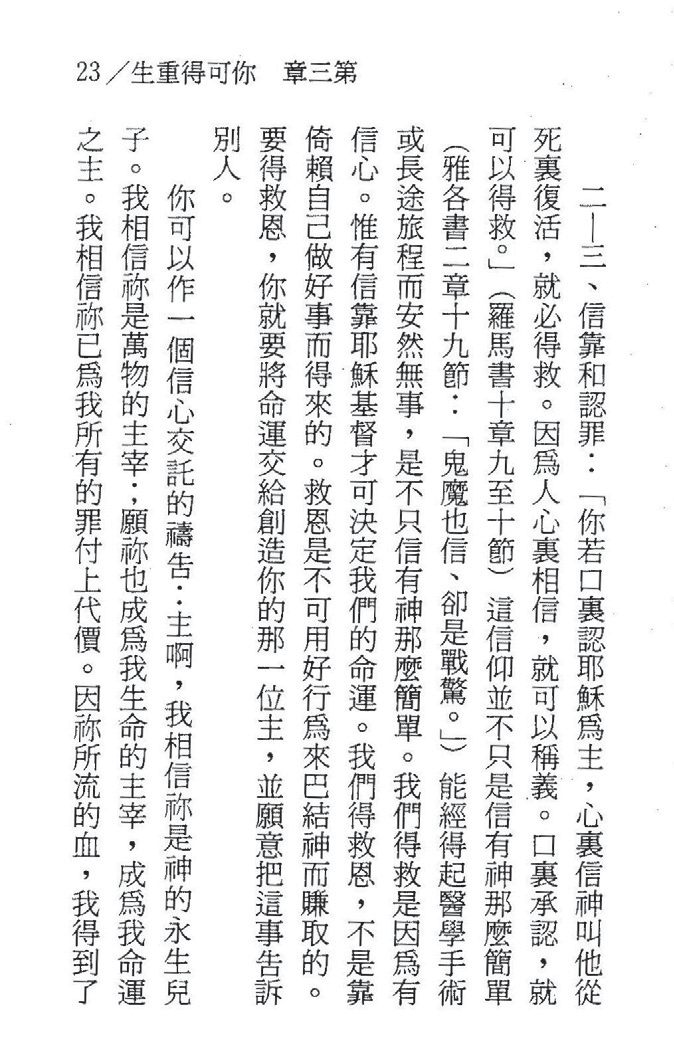 第三章　你可得重生／23
二—三、信靠和認罪：「你若口裏認耶穌爲主，心裏信神叫他從
死裏復活，就必得救。因爲人心裏相信，就可以稱義。口裏承認，就
可以得救。」（羅馬書十章九至十節）這信仰並不只是信有神那麼簡單
（雅各書二章十九節：「鬼魔也信、卻是戰驚。」）能經得起醫學手術
或長途旅程而安然無事，是不只信有神那麼簡單。我們得救是因爲有
信心。惟有信靠耶穌基督才可決定我們的命運。我們得救恩，不是靠
倚賴自己做好事而得來的。救恩是不可用好行爲來巴結神而賺取的。
要得救恩，你就要將命運交給創造你的那一位主，並願意把這事告訴
別人。
你可以作一個信心交託的禱告：主啊，我相信祢是神的永生兒
子。我相信祢是萬物的主宰；願祢也成爲我生命的主宰，成爲我命運
之主。我相信祢已爲我所有的罪付上代價。因祢所流的血，我得到了